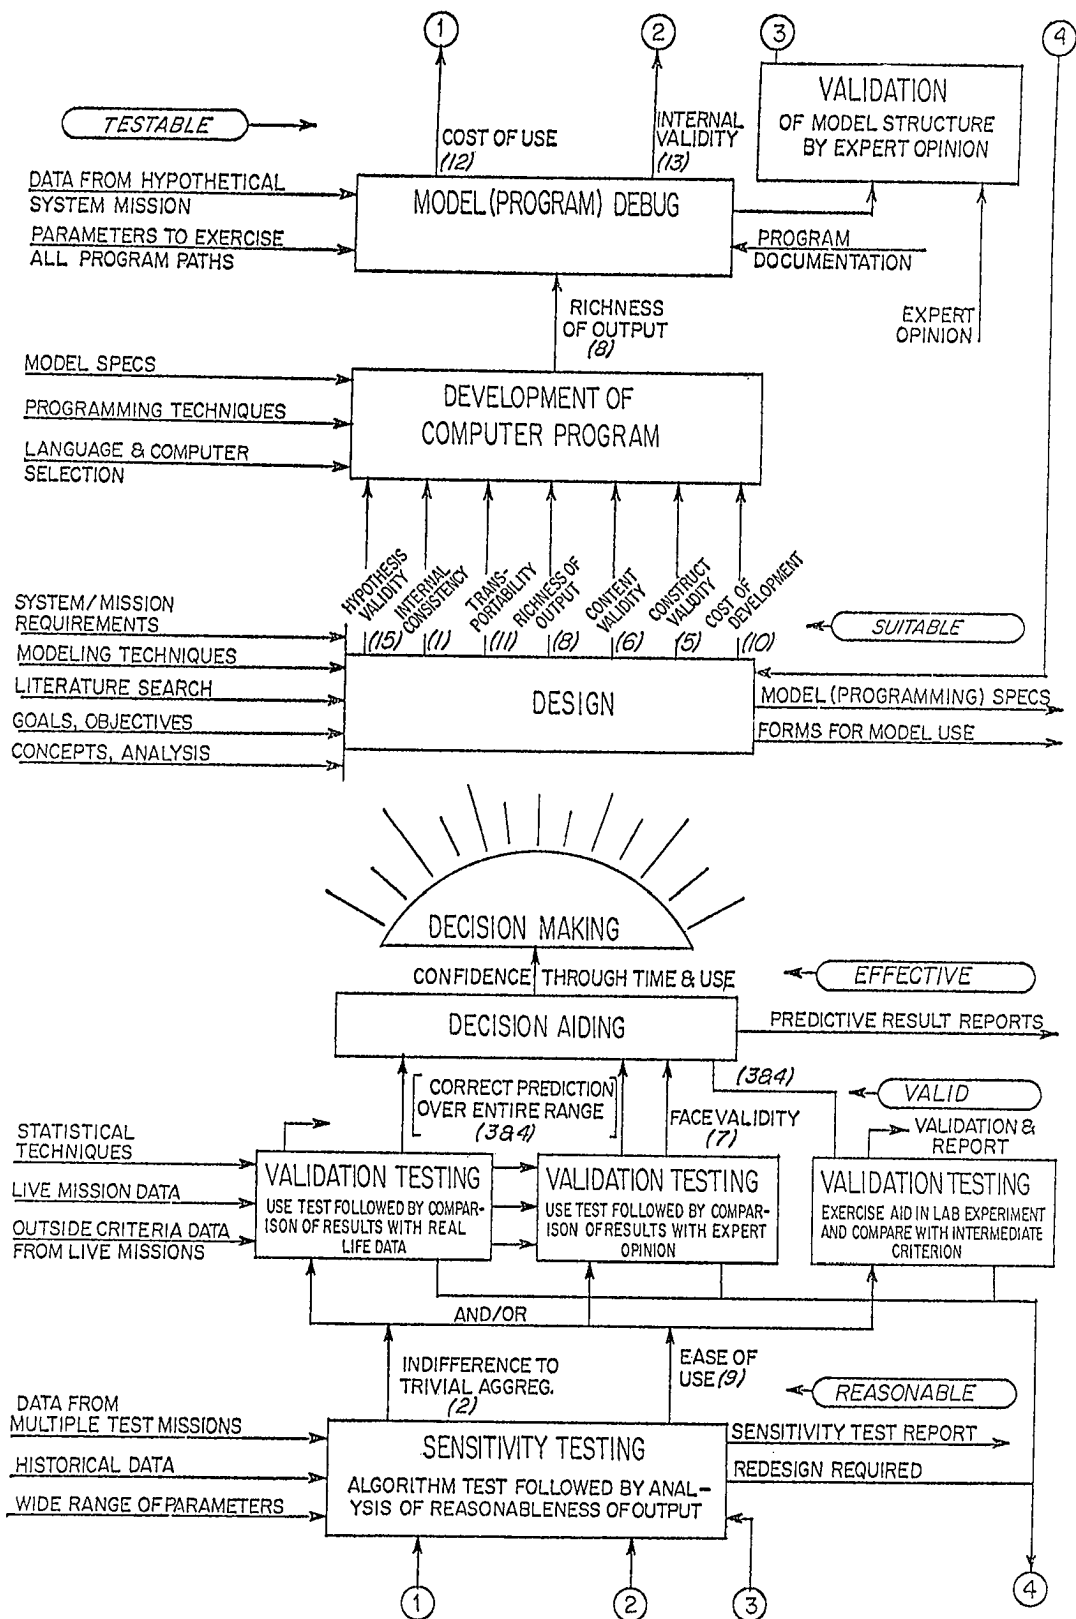 1
2
3
4
TESTABLE
COST OF USE
(12)
INTERNAL
VALIDITY
(13)
VALIDATION
OF MODEL STRUCTURE
BY EXPERT OPINION
DATA FROM HYPOTHETICAL
SYSTEM MISSION
PARAMETERS TO EXERCISE
ALL PROGRAM PATHS
MODEL (PROGRAM) DEBUG
PROGRAM
DOCUMENTATION
EXPERT
OPINION
RICHNESS
OF OUTPUT
(8)
MODEL SPECS
PROGRAMMING TECHNIQUES
LANGUAGE & COMPUTER
SELECTION
DEVELOPMENT OF
COMPUTER PROGRAM
HYPOTHESIS
VALIDITY
(15)
INTERNAL
CONSISTENCY
(1)
TRANS-
PORTABILITY
(11)
RICHNESS OF
OUTPUT
(8)
CONTENT
VALIDITY
(6)
CONSTRUCT
VALIDITY
(5)
COST OF
DEVELOPMENT
(10)
SUITABLE
SYSTEM/MISSION
REQUIREMENTS
MODELING TECHNIQUES
LITERATURE SEARCH
GOALS, OBJECTIVES
CONCEPTS, ANALYSIS
DESIGN
MODEL (PROGRAMMING) SPECS
FORMS FOR MODEL USE
DECISION MAKING
CONFIDENCE THROUGH TIME & USE
EFFECTIVE
DECISION AIDING
PREDICTIVE RESULT REPORTS
CORRECT PREDICTION
OVER ENTIRE RANGE
(3&4)
FACE VALIDITY
(7)
(3&4)
VALID
VALIDATION &
REPORT
STATISTICAL
TECHNIQUES
LIVE MISSION DATA
OUTSIDE CRITERIA DATA
FROM LIVE MISSIONS
VALIDATION TESTING
USE TEST FOLLOWED BY COMPAR-
ISON OF RESULTS WITH REAL
LIFE DATA
VALIDATION TESTING
USE TEST FOLLOWED BY COMPAR-
ISON OF RESULTS WITH EXPERT
OPINION
VALIDATION TESTING
EXERCISE AID IN LAB EXPERIMENT
AND COMPARE WITH INTERMEDIATE
CRITERION
AND/OR
INDIFFERENCE TO
TRIVIAL AGGREG.
(2)
EASE OF
USE (9)
REASONABLE
DATA FROM
MULTIPLE TEST MISSIONS
HISTORICAL DATA
WIDE RANGE OF PARAMETERS
SENSITIVITY TESTING
ALGORITHM TEST FOLLOWED BY ANAL-
YSIS OF REASONABLENESS OF OUTPUT
SENSITIVITY TEST REPORT
REDESIGN REQUIRED
1
2
3
4